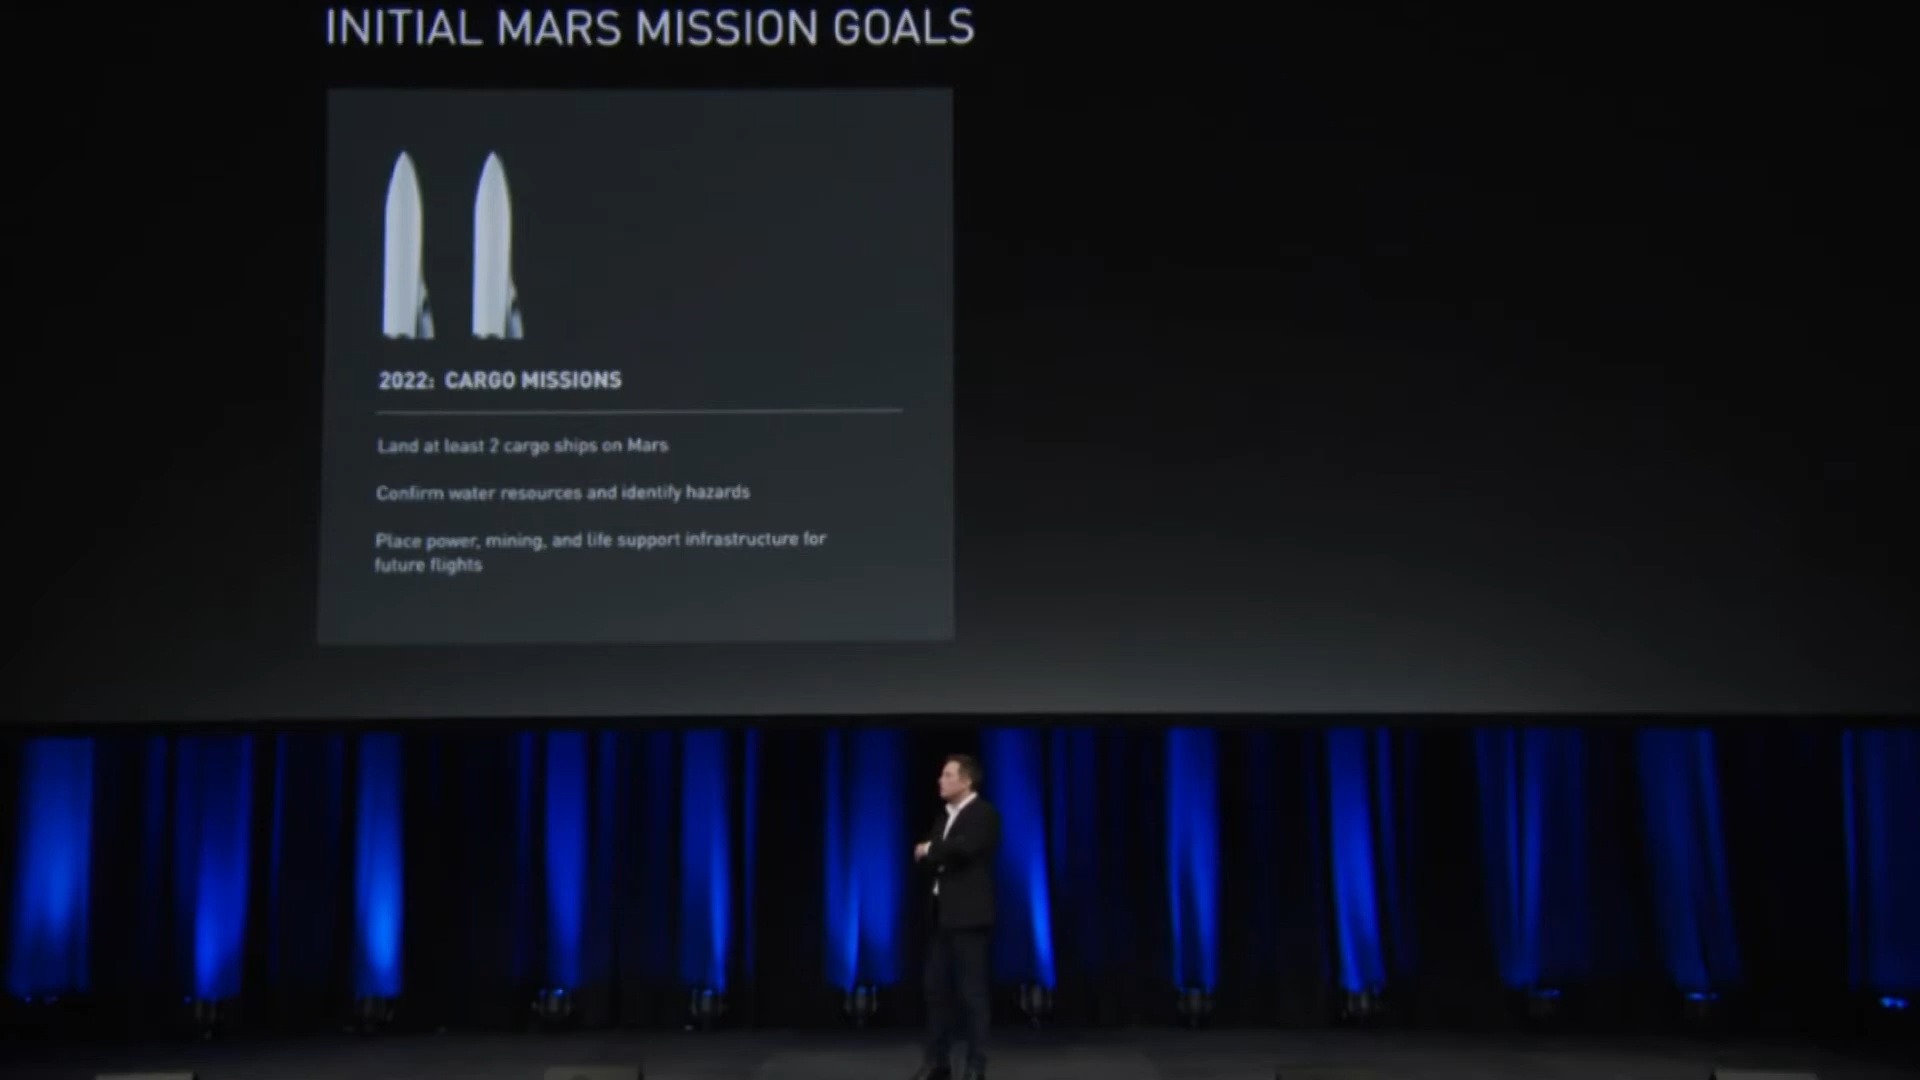 INITIAL MARS MISSION GOALS
2022: CARGO MISSIONS
Land at least 2 cargo ships on Mars
Confirm water resources and identify hazards
Place power, mining, and life support infrastructure for
future flights